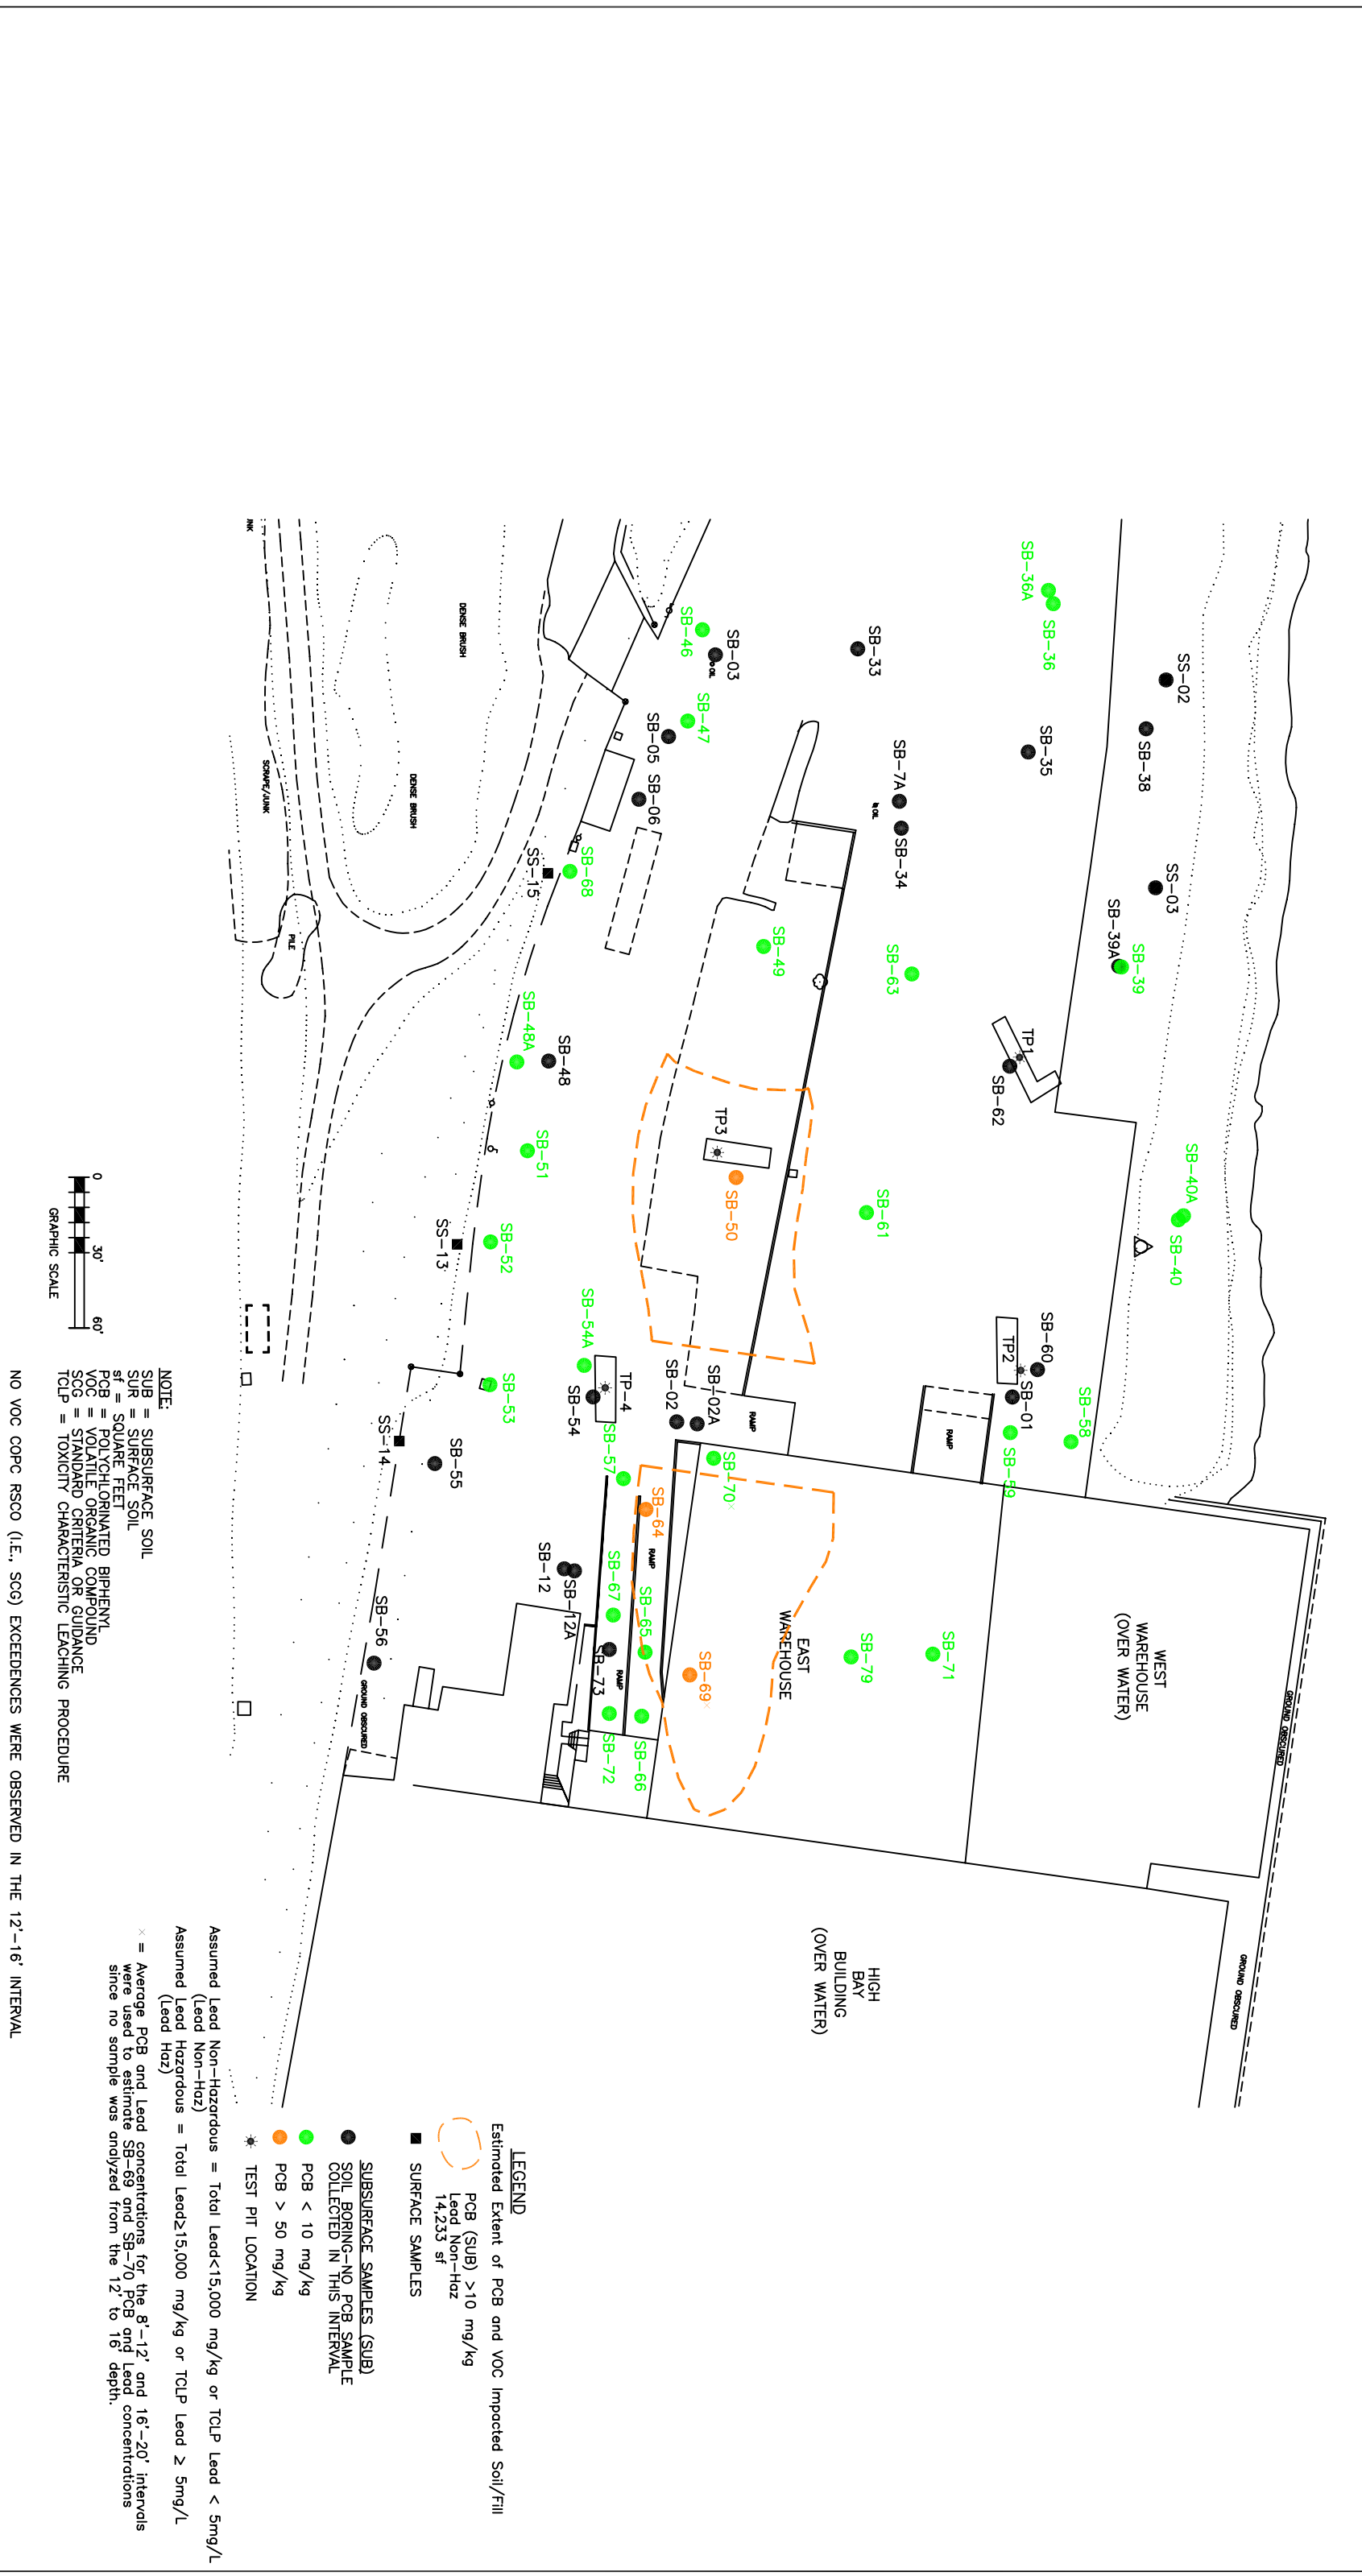 WEST
WAREHOUSE
(OVER WATER)
GROUND OBSCURED
GROUND OBSCURED
HIGH
BAY
BUILDING
(OVER WATER)
EAST
WAREHOUSE
SS-02
SB-38
SS-03
SB-39A
SB-39
SB-40A
SB-40
SB-36A
SB-36
SB-35
TP1
SB-62
SB-60
TP2
SB-01
SB-58
SB-59
RAMP
SB-33
SB-7A
OIL
SB-34
SB-63
SB-61
SB-71
SB-79
SB-46
SB-03
OIL
SB-47
SB-05
SB-06
SB-49
TP3
SB-50
SB-02
SB-02A
RAMP
SB-70×
SB-64
RAMP
SB-69×
SB-65
SB-67
SB-73
RAMP
SB-72
SB-66
SB-57
TP-4
SB-54A
SB-54
SB-68
SS-15
SB-48A
SB-48
SB-51
SB-52
SS-13
SB-53
SS-14
SB-55
SB-12
SB-12A
SB-56
GROUND OBSCURED
DENSE BRUSH
DENSE BRUSH
SCRAPE/JUNK
PILE
JNK
0 30' 60'
GRAPHIC SCALE
NOTE:
SUB = SUBSURFACE SOIL
SUR = SURFACE SOIL
sf = SQUARE FEET
PCB = POLYCHLORINATED BIPHENYL
VOC = VOLATILE ORGANIC COMPOUND
SCG = STANDARD CRITERIA OR GUIDANCE
TCLP = TOXICITY CHARACTERISTIC LEACHING PROCEDURE
NO VOC COPC RSCO (I.E., SCG) EXCEEDENCES WERE OBSERVED IN THE 12'-16' INTERVAL
LEGEND
Estimated Extent of PCB and VOC Impacted Soil/Fill
PCB (SUB) >10 mg/kg
Lead Non-Haz
14,233 sf
SURFACE SAMPLES
SUBSURFACE SAMPLES (SUB)
SOIL BORING-NO PCB SAMPLE
COLLECTED IN THIS INTERVAL
PCB < 10 mg/kg
PCB > 50 mg/kg
TEST PIT LOCATION
Assumed Lead Non-Hazardous = Total Lead<15,000 mg/kg or TCLP Lead < 5mg/L
(Lead Non-Haz)
Assumed Lead Hazardous = Total Lead≥15,000 mg/kg or TCLP Lead ≥ 5mg/L
(Lead Haz)
× = Average PCB and Lead concentrations for the 8'-12' and 16'-20' intervals
were used to estimate SB-69 and SB-70 PCB and Lead concentrations
since no sample was analyzed from the 12' to 16' depth.